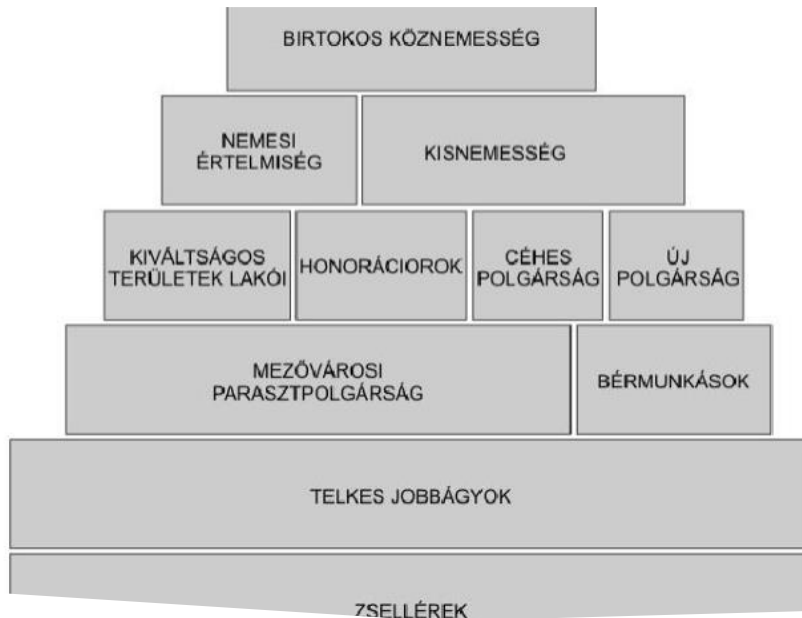 BIRTOKOS KÖZNEMESSÉG
NEMESI
ÉRTELMISÉG
KISNEMESSÉG
KIVÁLTSÁGOS
TERÜLETEK LAKÓI
HONORÁCIOROK
CÉHES
POLGÁRSÁG
ÚJ
POLGÁRSÁG
MEZŐVÁROSI
PARASZTPOLGÁRSÁG
BÉRMUNKÁSOK
TELKES JOBBÁGYOK
ZSELLÉREK